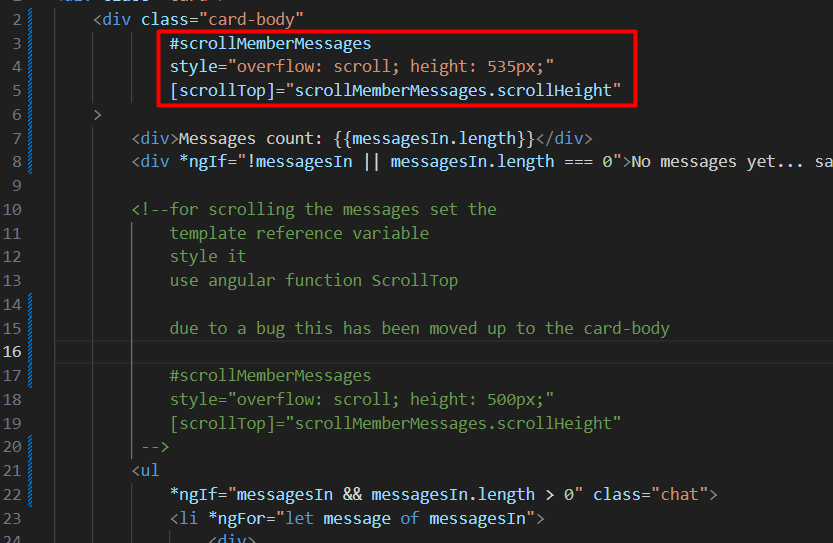 2 <div class="card-body"
3 #scrollMemberMessages
4 style="overflow: scroll; height: 535px;"
5 [scrollTop]="scrollMemberMessages.scrollHeight"
6 >
7 <div>Messages count: {{messagesIn.length}}</div>
8 <div *ngIf="!messagesIn || messagesIn.length === 0">No messages yet... sa
9
10 <!--for scrolling the messages set the
11 template reference variable
12 style it
13 use angular function ScrollTop
14
15 due to a bug this has been moved up to the card-body
16
17 #scrollMemberMessages
18 style="overflow: scroll; height: 500px;"
19 [scrollTop]="scrollMemberMessages.scrollHeight"
20 -->
21 <ul
22 *ngIf="messagesIn && messagesIn.length > 0" class="chat">
23 <li *ngFor="let message of messagesIn">
24 <div>